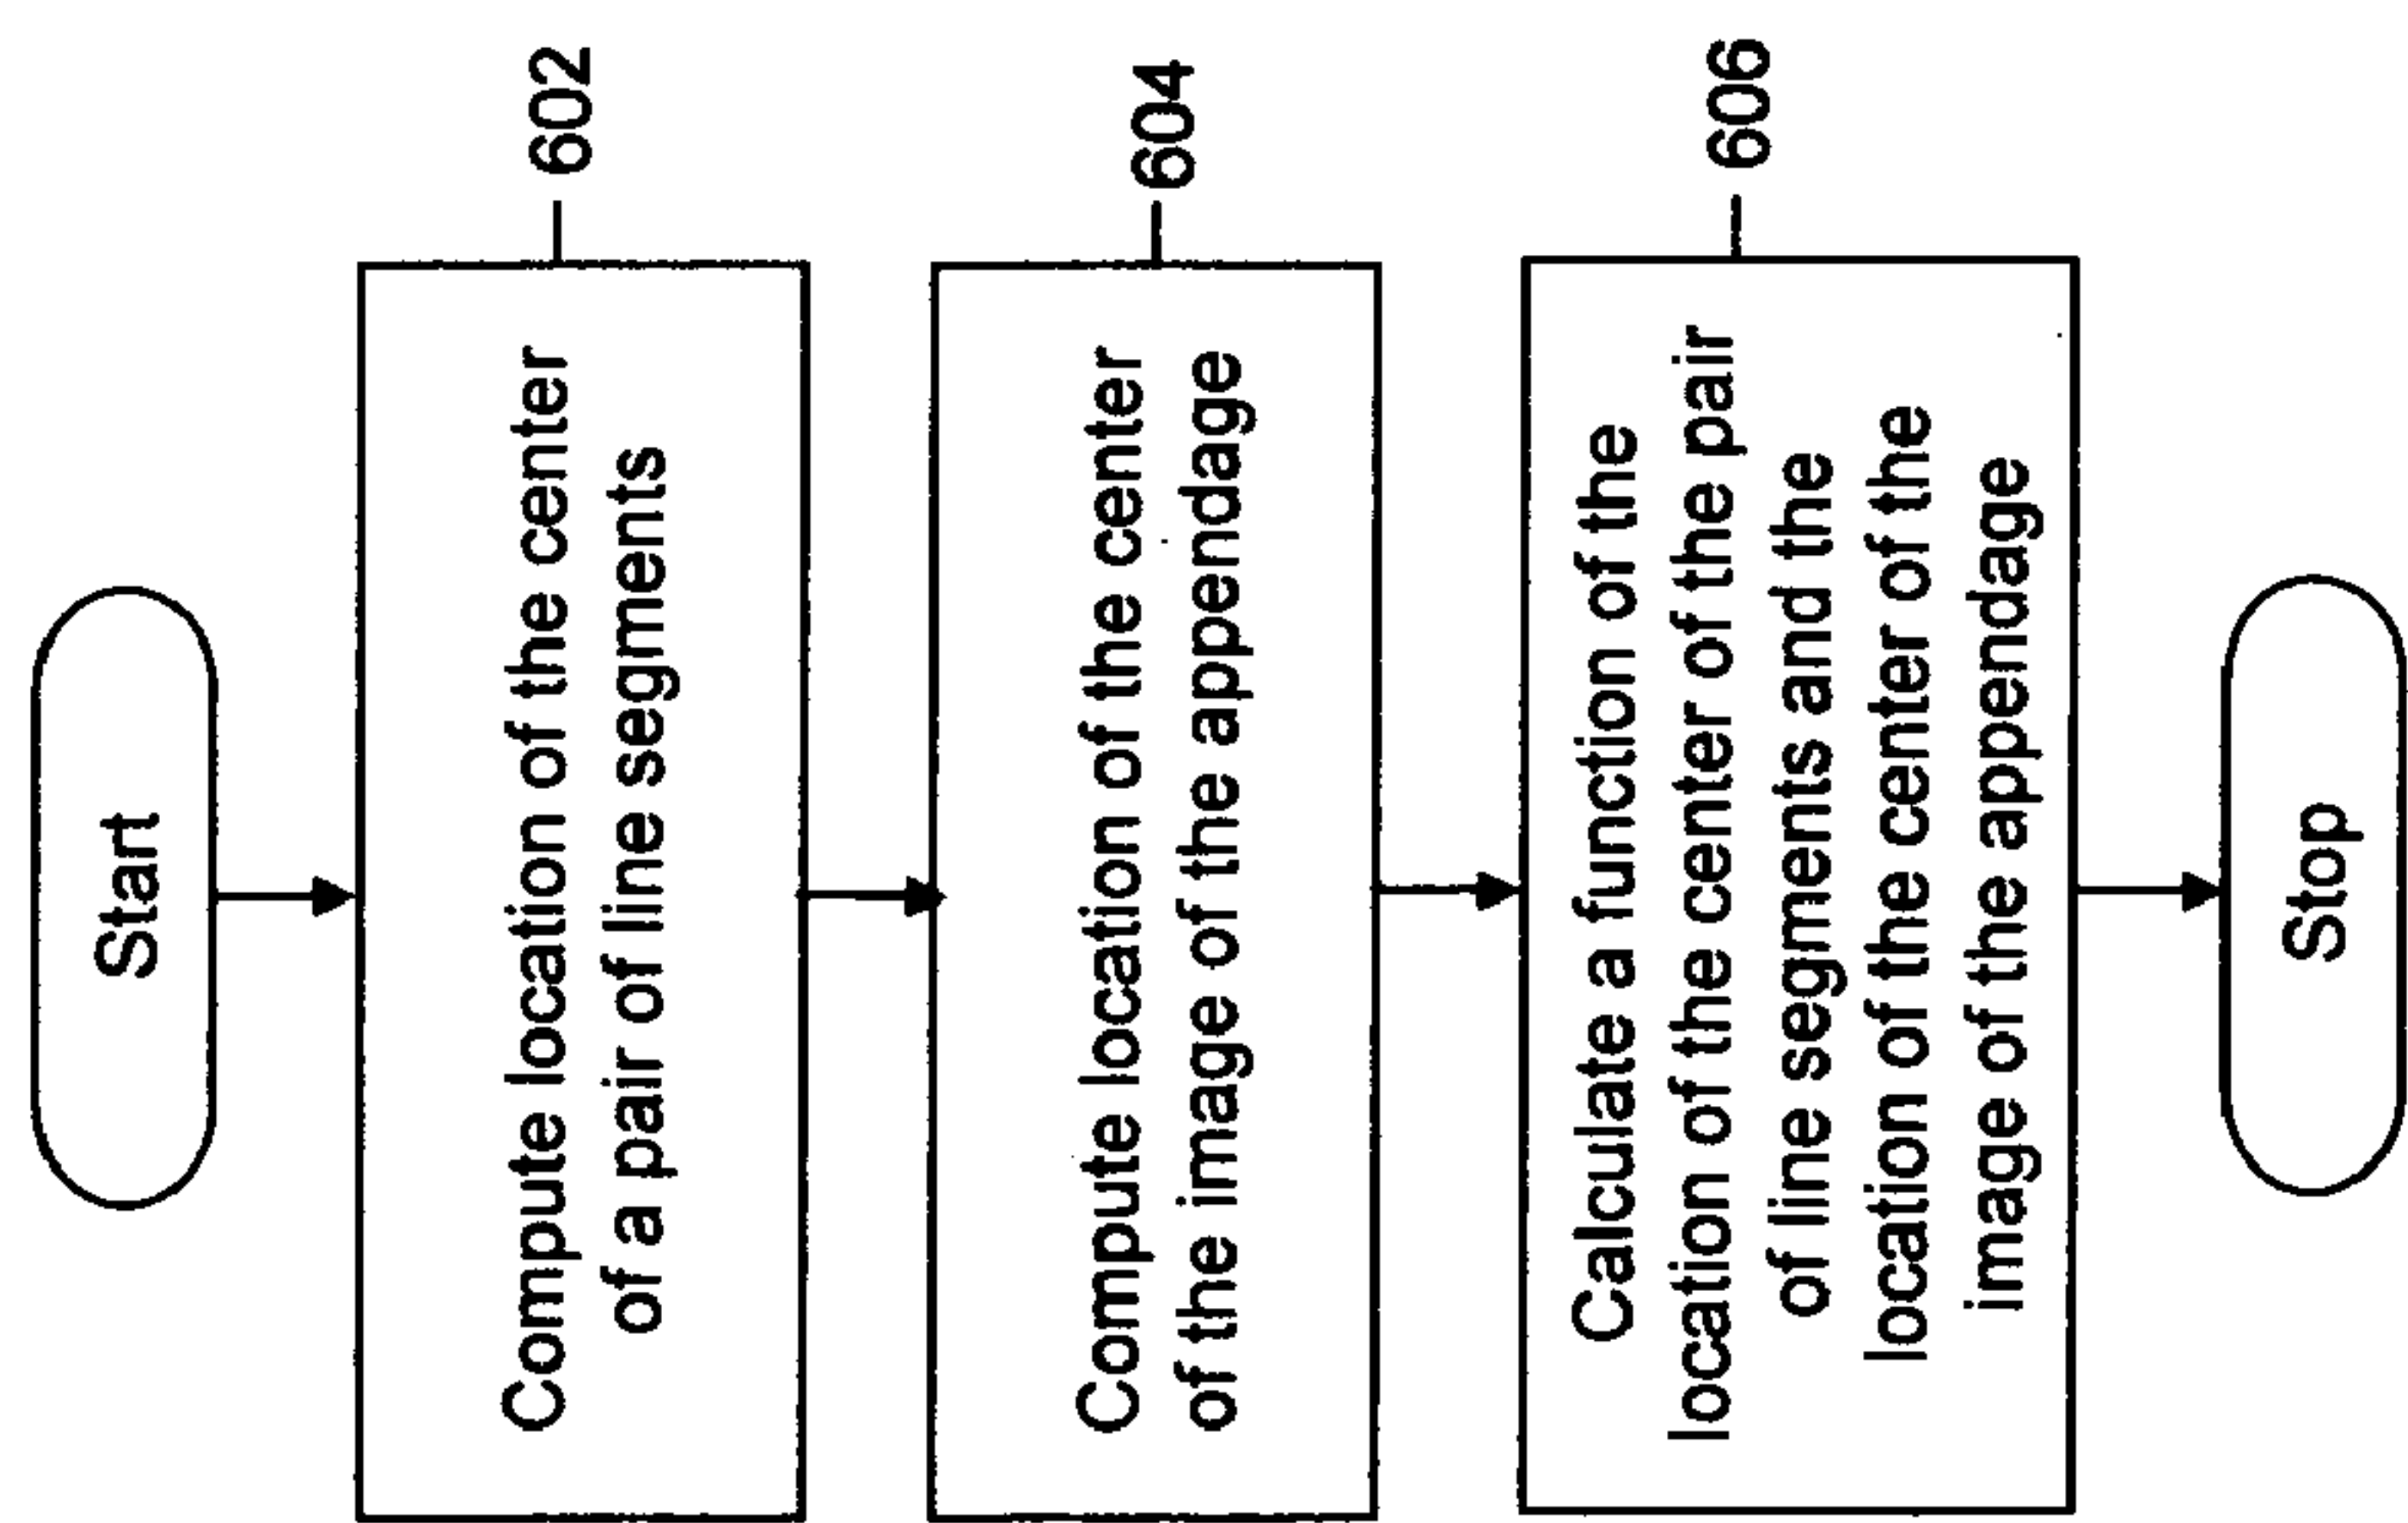 Start
Compute location of the center
of a pair of line segments
602
Compute location of the center
of the image of the appendage
604
Calculate a function of the
location of the center of the pair
of line segments and the
location of the center of the
image of the appendage
606
Stop